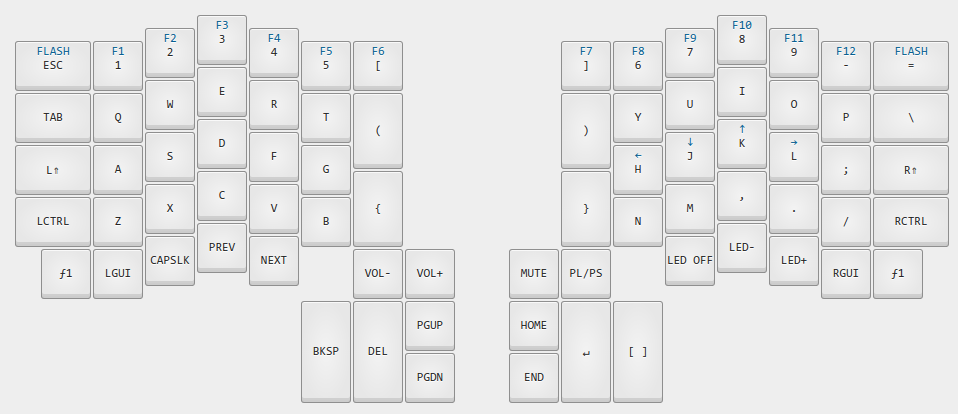 F3 F10
3 8
F2 F4 F9 F11
2 4 7 9
FLASH F1 F5 F6 F7 F8 F12 FLASH
ESC 1 5 [ ] 6 - =
E I
W R U O
TAB Q T ( ) Y P \
↑
D K
↓ →
S F J L
←
L⇑ A G H ; R⇑
C ,
X V M .
LCTRL Z B { } N / RCTRL
PREV LED-
CAPSLK NEXT LED OFF LED+
ƒ1 LGUI VOL- VOL+ MUTE PL/PS RGUI ƒ1
PGUP HOME
BKSP DEL ↵ [ ]
PGDN END